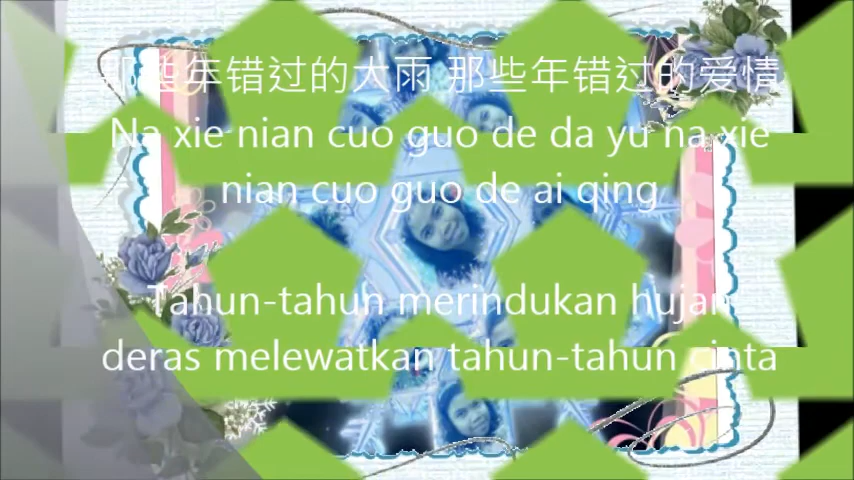 那些年错过的大雨 那些年错过的爱情
Na xie nian cuo guo de da yu na xie
nian cuo guo de ai qing
Tahun-tahun merindukan hujan
deras melewatkan tahun-tahun cinta